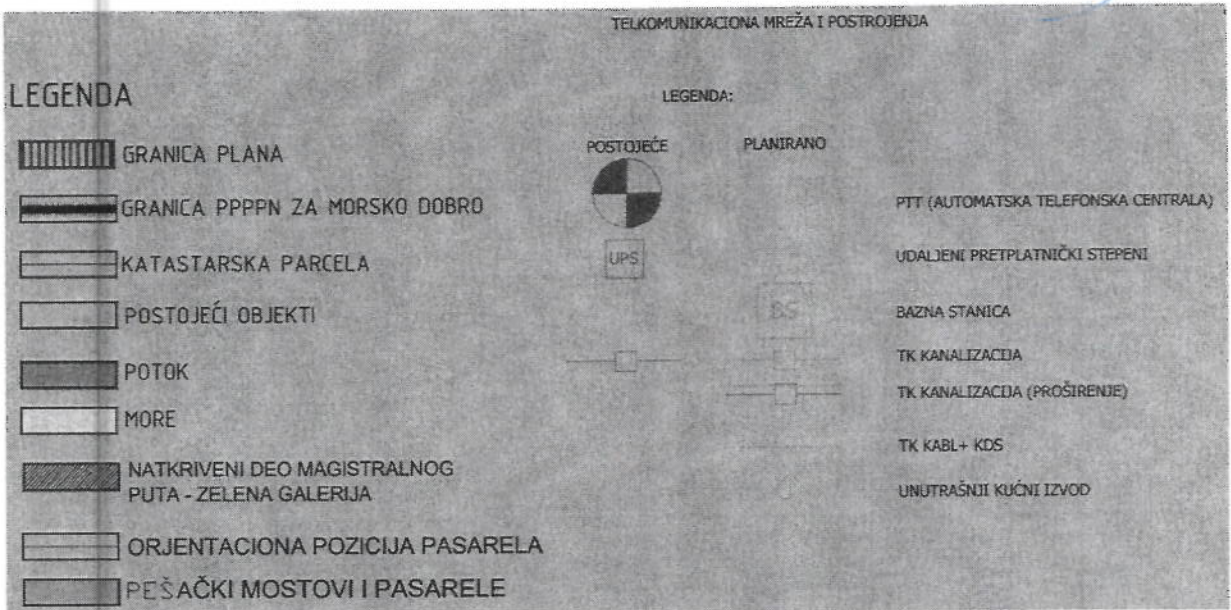 TELKOMUNIKACIONA MREŽA I POSTROJENJA
LEGENDA
GRANICA PLANA
GRANICA PPPPN ZA MORSKO DOBRO
KATASTARSKA PARCELA
POSTOJEĆI OBJEKTI
POTOK
MORE
NATKRIVENI DEO MAGISTRALNOG
PUTA - ZELENA GALERIJA
ORJENTACIONA POZICIJA PASARELA
PEŠAČKI MOSTOVI I PASARELE
LEGENDA:
POSTOJEĆE PLANIRANO
PTT (AUTOMATSKA TELEFONSKA CENTRALA)
UPS UDALJENI PRETPLATNIČKI STEPENI
BS BAZNA STANICA
TK KANALIZACIJA
TK KANALIZACIJA (PROŠIRENJE)
TK KABL+ KDS
UNUTRAŠNJI KUĆNI IZVOD